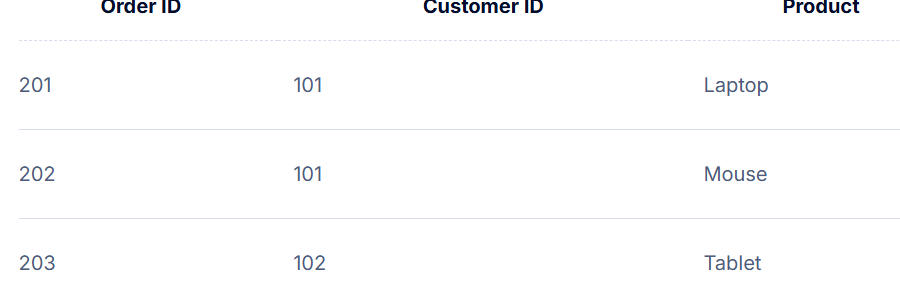 Order ID Customer ID Product
201 101 Laptop
202 101 Mouse
203 102 Tablet